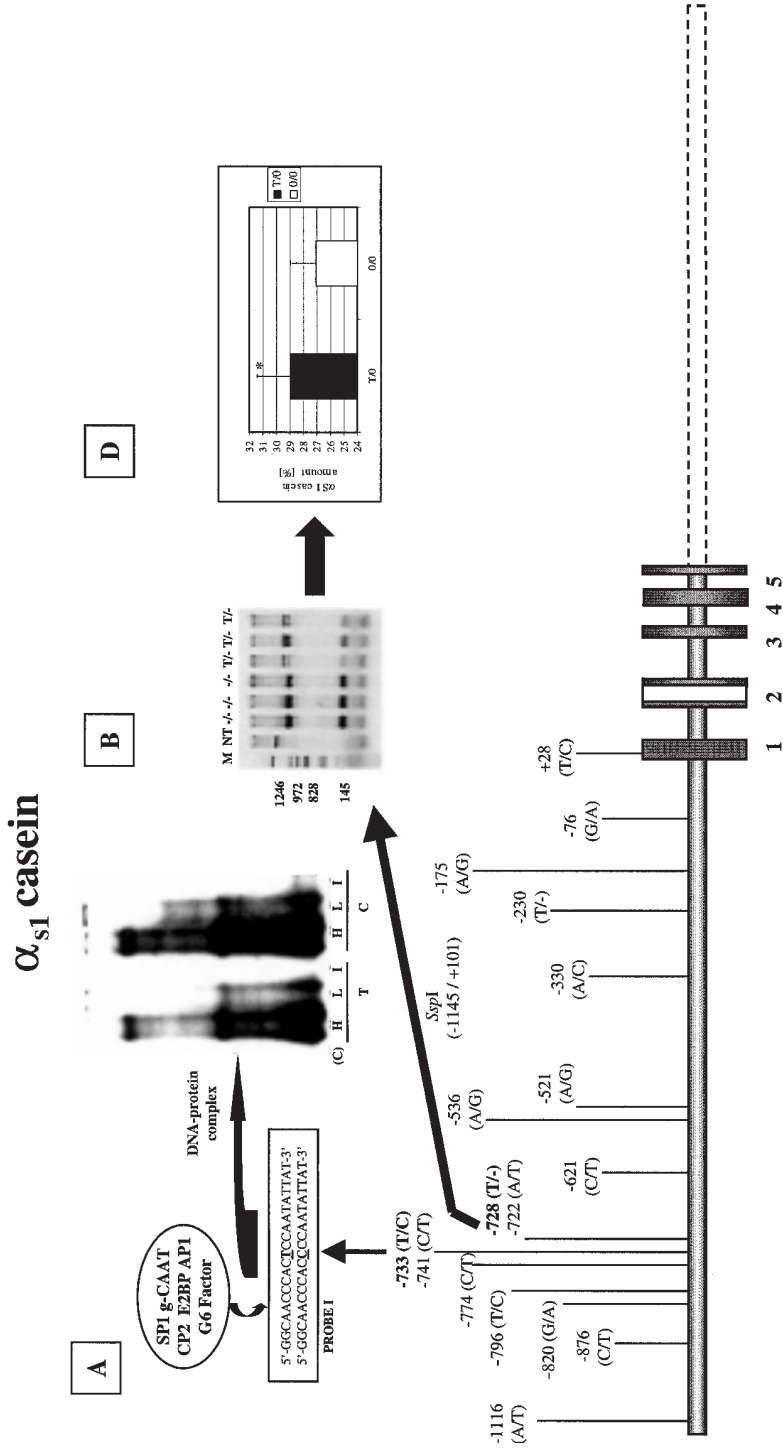 α s1 casein
A
SP1 g-CAAT
CP2 E2BP AP1
G6 Factor
5'-GGCAACCCACTCCAATATTAT-3'
5'-GGCAACCCACCCCAATATTAT-3'
PROBE I
DNA-protein
complex
(C) H L I H L I
T C
B
M NT -/- -/- -/- T/- T/- T/-
1246
972
828
145
D
αS1 casein
amount [%]
32
31
30
29
28
27
26
25
24
*
T/0
0/0
T/0
0/0
SspI
(-1145 / +101)
-1116
(A/T)
-876
(C/T)
-820 (G/A)
-796 (T/C)
-774 (C/T)
-733 (T/C)
-741 (C/T)
-728 (T/-)
-722 (A/T)
-621
(C/T)
-536
(A/G)
-521
(A/G)
-330
(A/C)
-230
(T/-)
-175
(A/G)
-76
(G/A)
+28
(T/C)
1 2 3 4 5